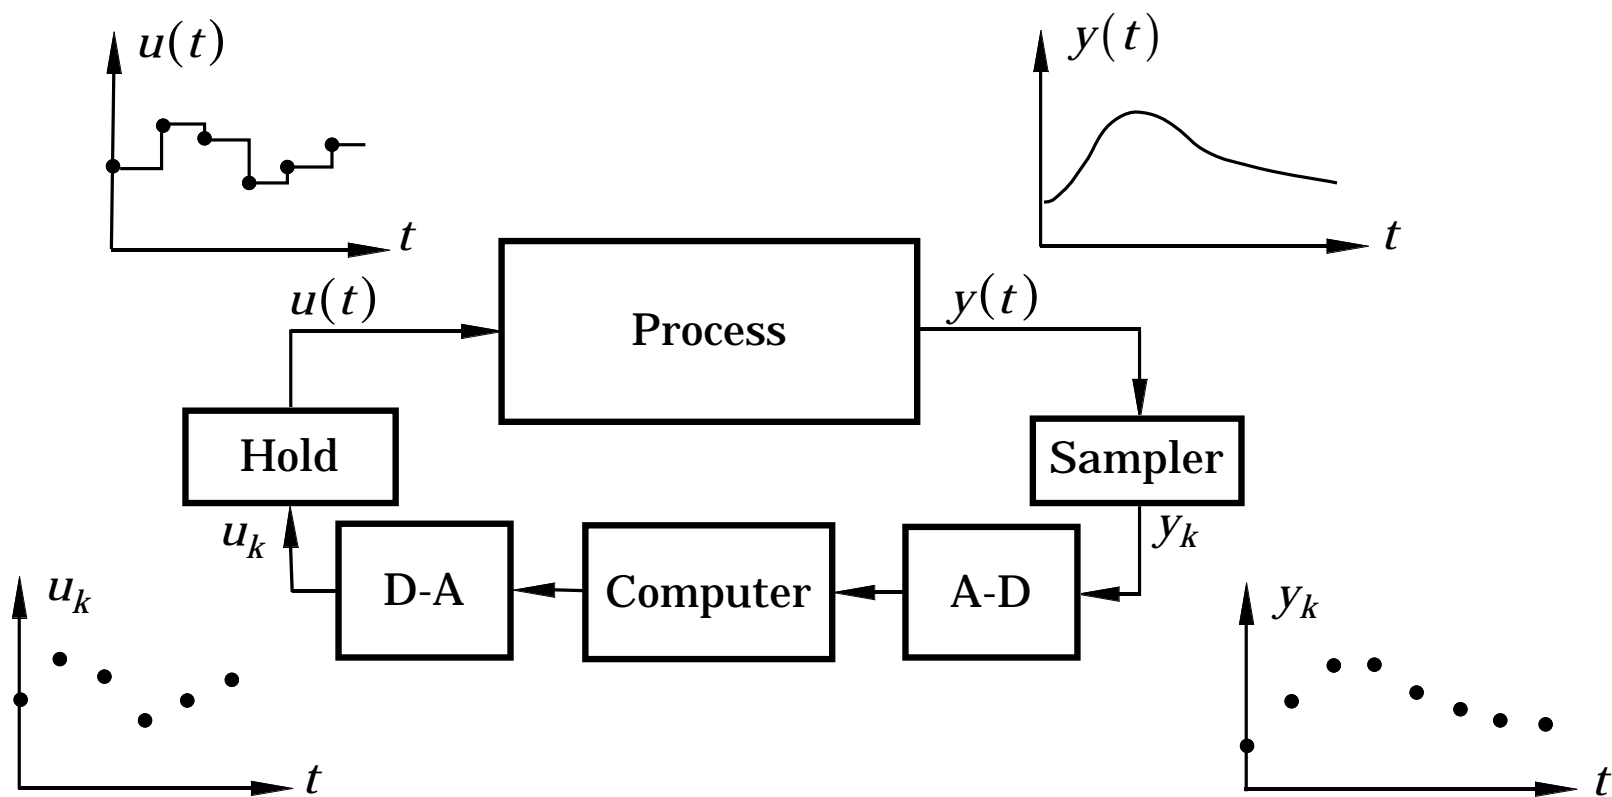 u(t)
y(t)
t
t
u(t)
y(t)
Process
Hold
Sampler
u_k
y_k
D-A
Computer
A-D
u_k
y_k
t
t